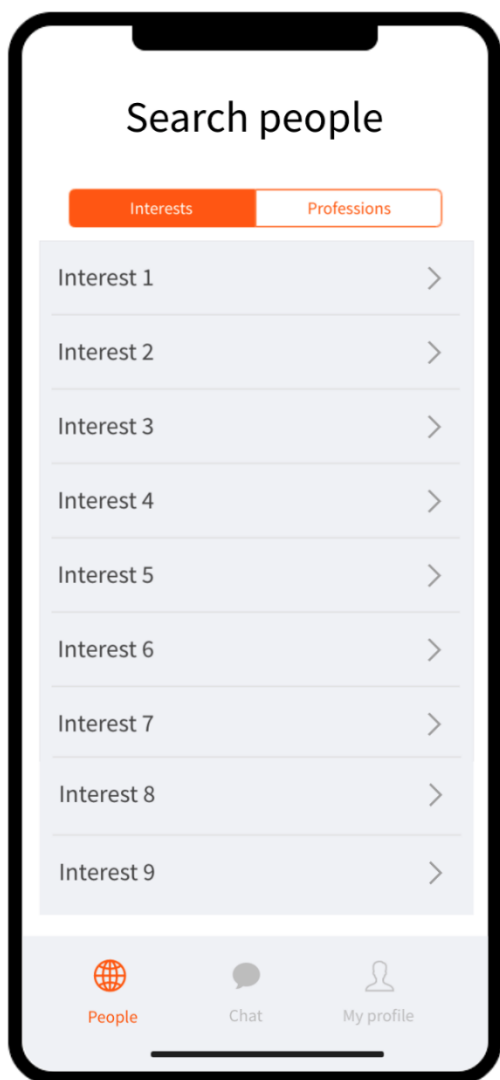 Search people
Interests Professions
Interest 1
Interest 2
Interest 3
Interest 4
Interest 5
Interest 6
Interest 7
Interest 8
Interest 9
People Chat My profile